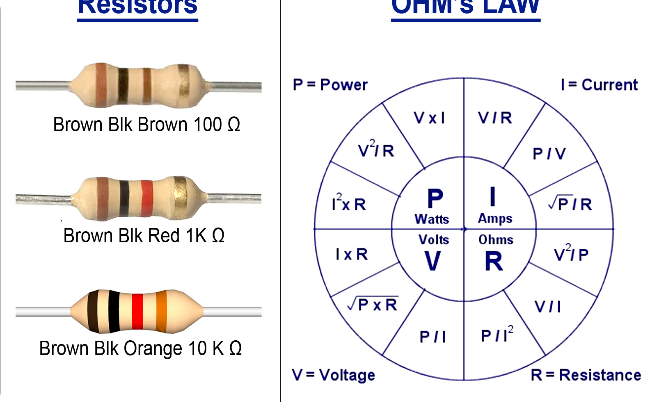 Resistors
Brown Blk Brown 100 Ω
Brown Blk Red 1K Ω
Brown Blk Orange 10 K Ω
OHM's LAW
P = Power
I = Current
V x I
V / R
V²/ R
P / V
I²x R
√P / R
P
Watts
I
Amps
Volts
V
Ohms
R
I x R
V²/ P
√P x R
V / I
P / I
P / I²
V = Voltage
R = Resistance